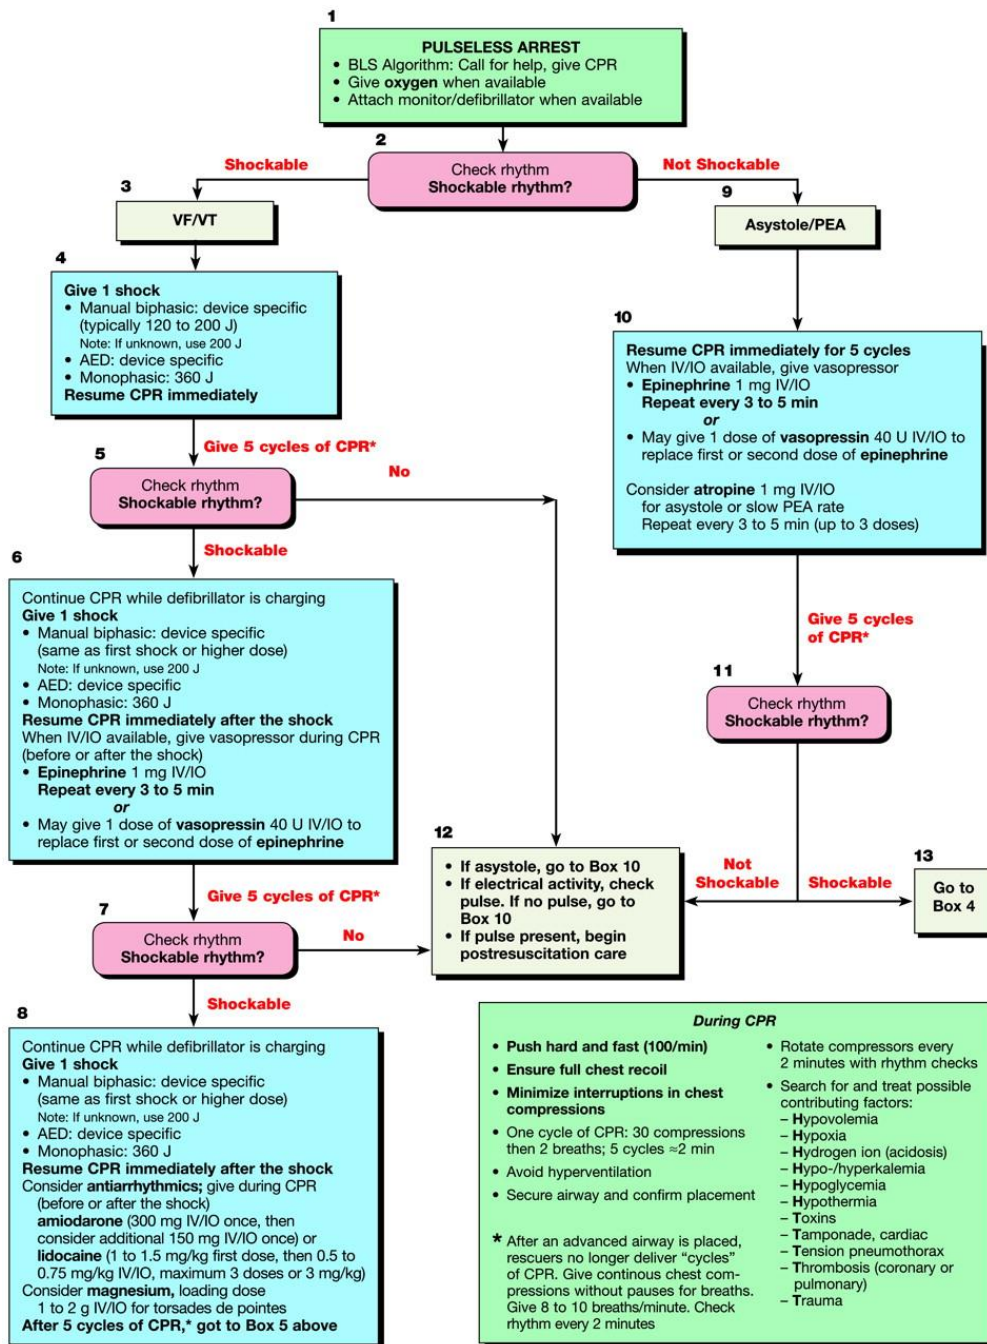 1
PULSELESS ARREST
• BLS Algorithm: Call for help, give CPR
• Give oxygen when available
• Attach monitor/defibrillator when available
2
Check rhythm
Shockable rhythm?
Shockable
Not Shockable
3
VF/VT
4
Give 1 shock
• Manual biphasic: device specific
(typically 120 to 200 J)
Note: If unknown, use 200 J
• AED: device specific
• Monophasic: 360 J
Resume CPR immediately
Give 5 cycles of CPR*
5
Check rhythm
Shockable rhythm?
No
Shockable
6
Continue CPR while defibrillator is charging
Give 1 shock
• Manual biphasic: device specific
(same as first shock or higher dose)
Note: If unknown, use 200 J
• AED: device specific
• Monophasic: 360 J
Resume CPR immediately after the shock
When IV/IO available, give vasopressor during CPR
(before or after the shock)
• Epinephrine 1 mg IV/IO
Repeat every 3 to 5 min
or
• May give 1 dose of vasopressin 40 U IV/IO to
replace first or second dose of epinephrine
Give 5 cycles of CPR*
7
Check rhythm
Shockable rhythm?
No
Shockable
8
Continue CPR while defibrillator is charging
Give 1 shock
• Manual biphasic: device specific
(same as first shock or higher dose)
Note: If unknown, use 200 J
• AED: device specific
• Monophasic: 360 J
Resume CPR immediately after the shock
Consider antiarrhythmics; give during CPR
(before or after the shock)
amiodarone (300 mg IV/IO once, then
consider additional 150 mg IV/IO once) or
lidocaine (1 to 1.5 mg/kg first dose, then 0.5 to
0.75 mg/kg IV/IO, maximum 3 doses or 3 mg/kg)
Consider magnesium, loading dose
1 to 2 g IV/IO for torsades de pointes
After 5 cycles of CPR,* got to Box 5 above
9
Asystole/PEA
10
Resume CPR immediately for 5 cycles
When IV/IO available, give vasopressor
• Epinephrine 1 mg IV/IO
Repeat every 3 to 5 min
or
• May give 1 dose of vasopressin 40 U IV/IO to
replace first or second dose of epinephrine
Consider atropine 1 mg IV/IO
for asystole or slow PEA rate
Repeat every 3 to 5 min (up to 3 doses)
Give 5 cycles
of CPR*
11
Check rhythm
Shockable rhythm?
Not
Shockable
Shockable
12
• If asystole, go to Box 10
• If electrical activity, check
pulse. If no pulse, go to
Box 10
• If pulse present, begin
postresuscitation care
13
Go to
Box 4
During CPR
• Push hard and fast (100/min)
• Ensure full chest recoil
• Minimize interruptions in chest
compressions
• One cycle of CPR: 30 compressions
then 2 breaths; 5 cycles ≈2 min
• Avoid hyperventilation
• Secure airway and confirm placement
* After an advanced airway is placed,
rescuers no longer deliver “cycles”
of CPR. Give continous chest com-
pressions without pauses for breaths.
Give 8 to 10 breaths/minute. Check
rhythm every 2 minutes
• Rotate compressors every
2 minutes with rhythm checks
• Search for and treat possible
contributing factors:
– Hypovolemia
– Hypoxia
– Hydrogen ion (acidosis)
– Hypo-/hyperkalemia
– Hypoglycemia
– Hypothermia
– Toxins
– Tamponade, cardiac
– Tension pneumothorax
– Thrombosis (coronary or
pulmonary)
– Trauma